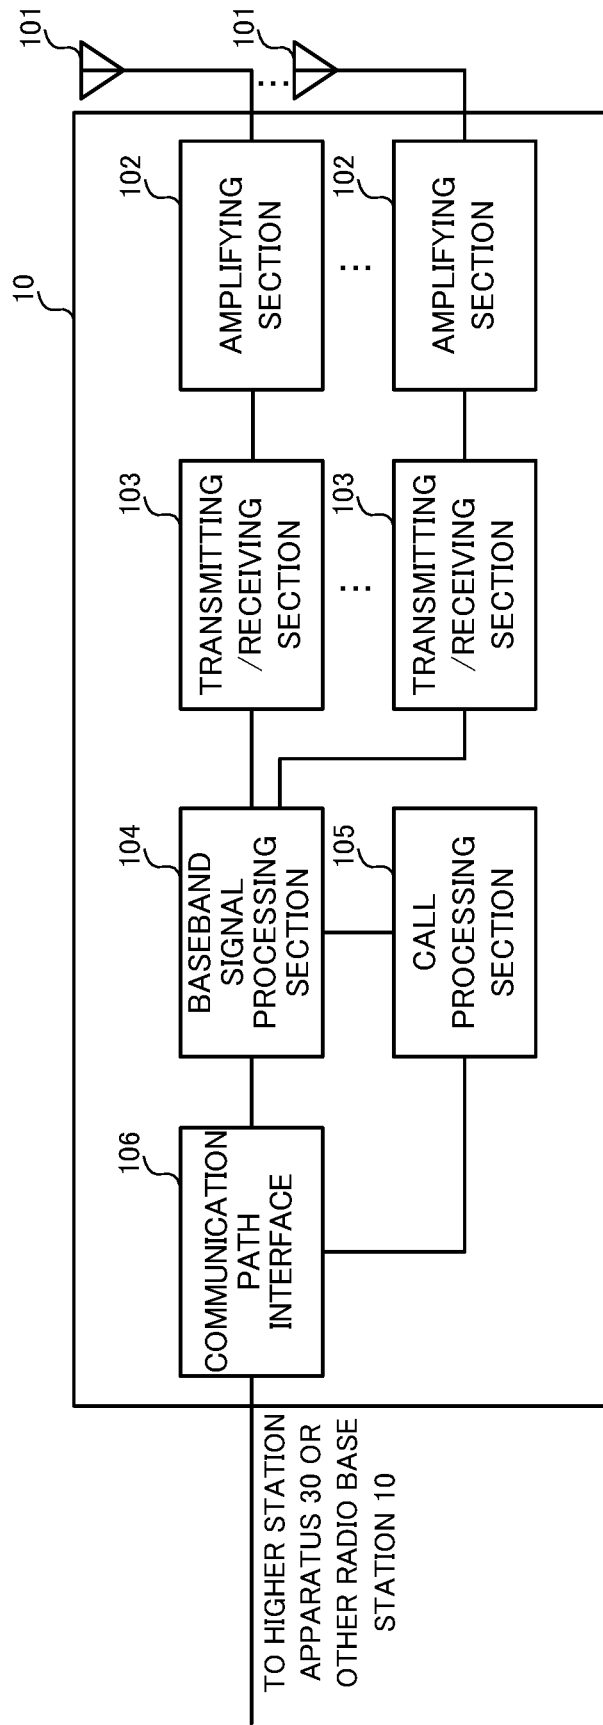 10
101
101
102
AMPLIFYING
SECTION
102
AMPLIFYING
SECTION
...
103
TRANSMITTING
/RECEIVING
SECTION
103
TRANSMITTING
/RECEIVING
SECTION
...
...
104
BASEBAND
SIGNAL
PROCESSING
SECTION
105
CALL
PROCESSING
SECTION
106
COMMUNICATION
PATH
INTERFACE
TO HIGHER STATION
APPARATUS 30 OR
OTHER RADIO BASE
STATION 10